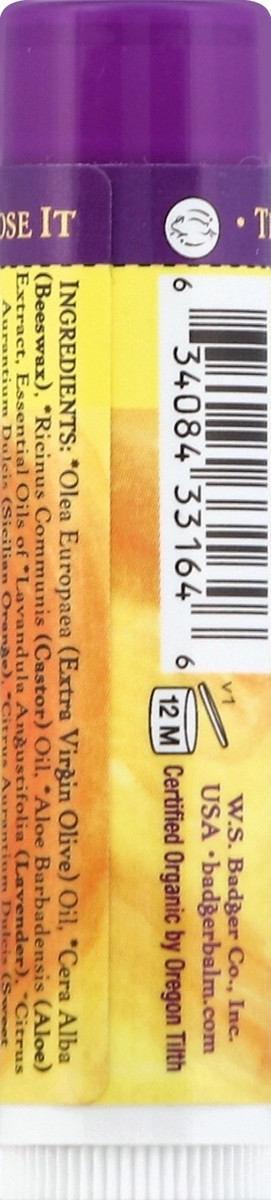 OSE IT
INGREDIENTS: *Olea Europaea (Extra Virgin Olive) Oil, *Cera Alba
(Beeswax), *Ricinus Communis (Castor) Oil, *Aloe Barbadensis (Aloe)
Extract, Essential Oils of *Lavandula Angustifolia (Lavender), *Citrus
Aurantium Dulcis (Sicilian Orange), *Citrus Aurantium Dulcis (Sweet
6 34084 33164 6
V1
12 M
W.S. Badger Co., Inc.
USA • badgerbalm.com
Certified Organic by Oregon Tilth